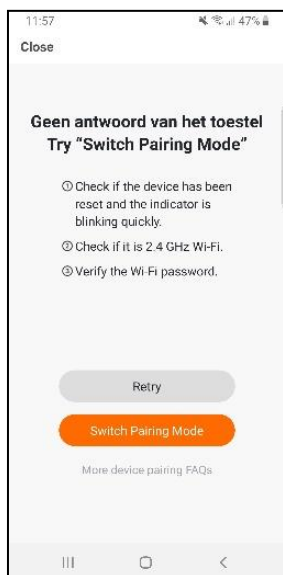 11:57 47%
Close
Geen antwoord van het toestel
Try “Switch Pairing Mode”
① Check if the device has been
reset and the indicator is
blinking quickly.
② Check if it is 2.4 GHz Wi-Fi.
③ Verify the Wi-Fi password.
Retry
Switch Pairing Mode
More device pairing FAQs